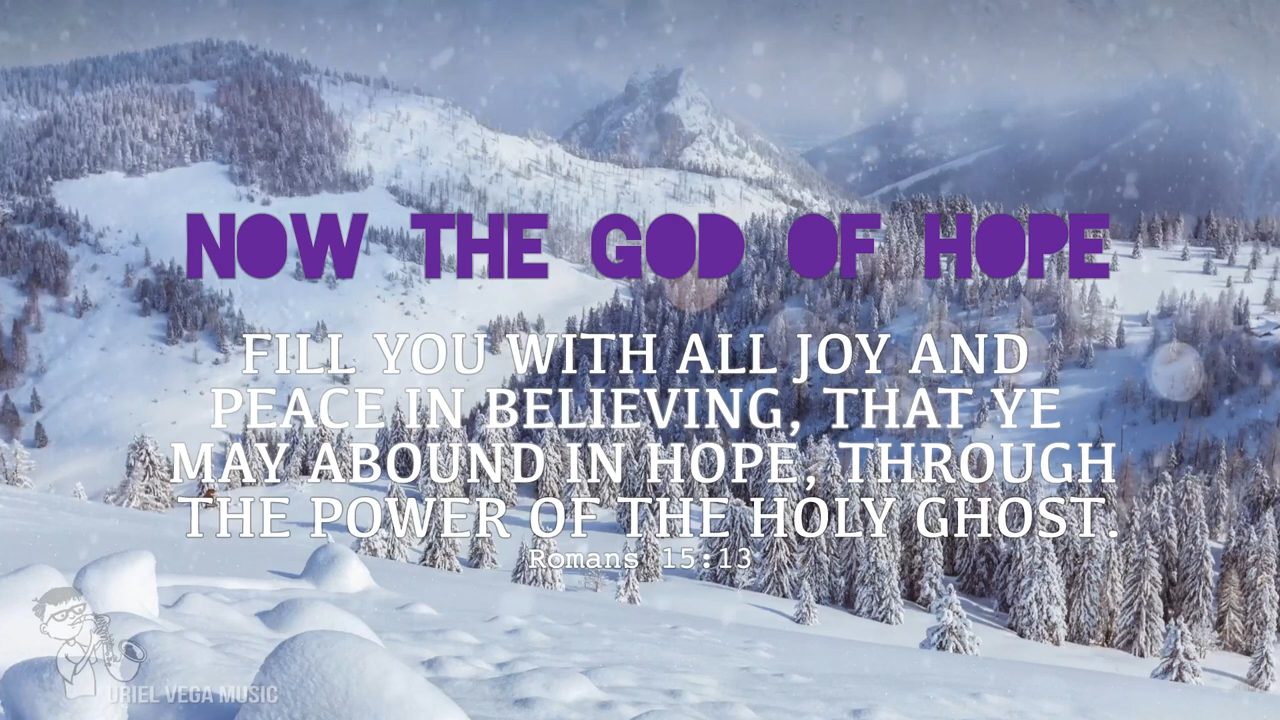 NOW THE GOD OF HOPE
FILL YOU WITH ALL JOY AND
PEACE IN BELIEVING, THAT YE
MAY ABOUND IN HOPE, THROUGH
THE POWER OF THE HOLY GHOST.
Romans 15:13
URIEL VEGA MUSIC